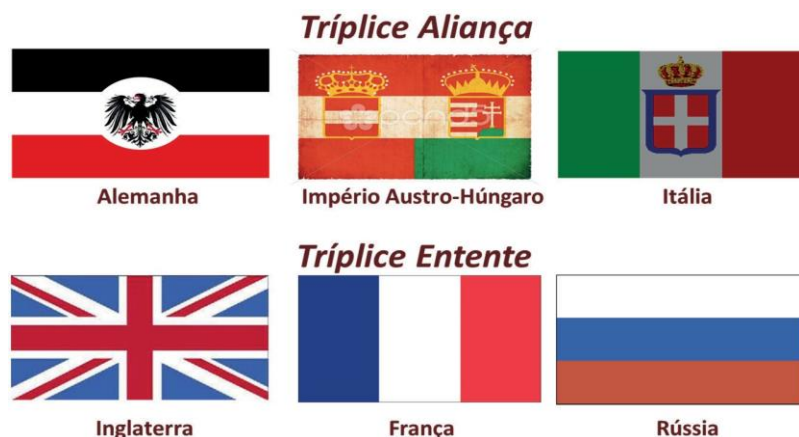 Tríplice Aliança
Alemanha
Império Austro-Húngaro
Itália
Tríplice Entente
Inglaterra
França
Rússia